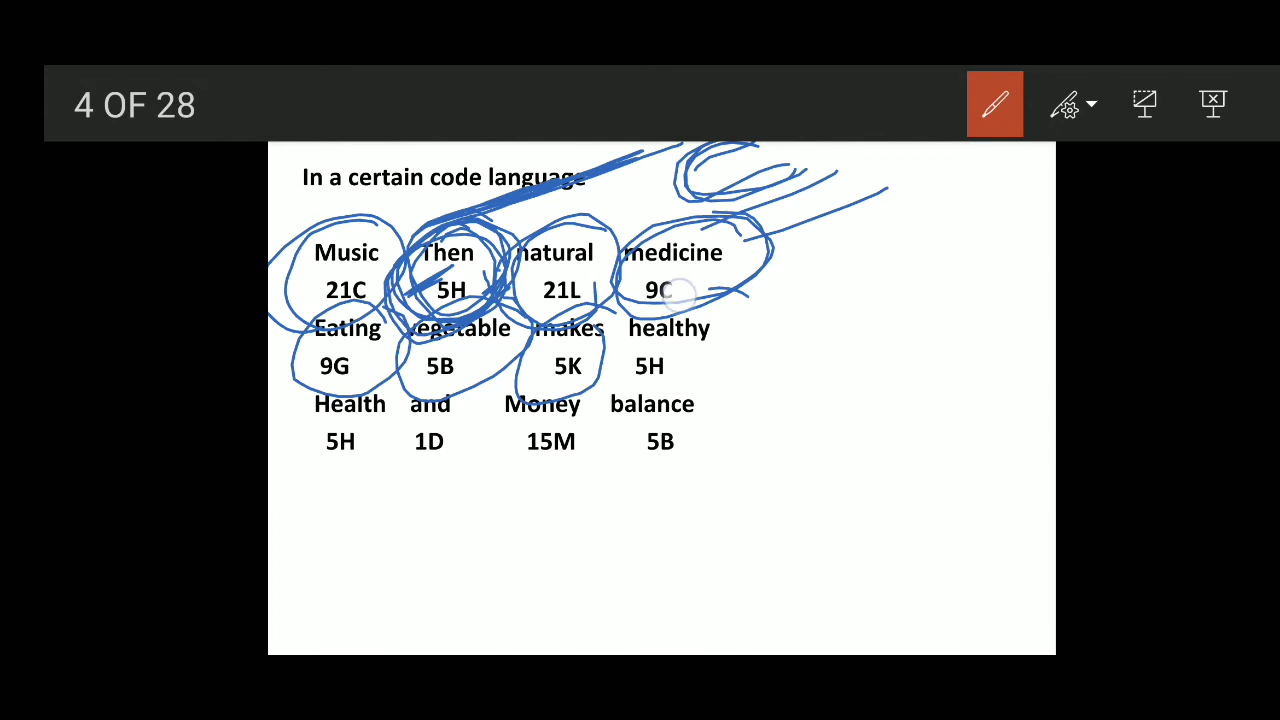 4 OF 28
In a certain code language
Music Then natural medicine
21C 5H 21L 9C
Eating vegetable makes healthy
9G 5B 5K 5H
Health and Money balance
5H 1D 15M 5B